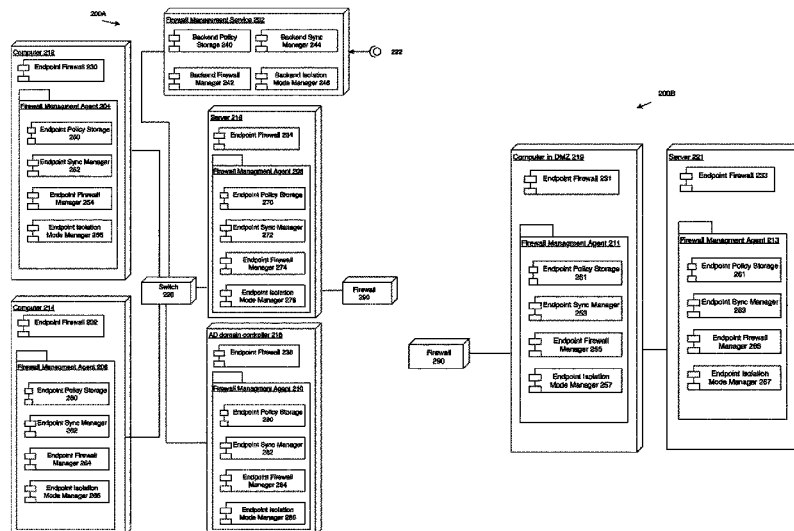 200A
Firewall Management Service 202
Backend Policy
Storage 240
Backend Sync
Manager 244
Backend Firewall
Manager 242
Backend Isolation
Mode Manager 246
222
Computer 212
Endpoint Firewall 230
Firewall Managment Agent 204
Endpoint Policy Storage
250
Endpoint Sync Manager
252
Endpoint Firewall
Manager 254
Endpoint Isolation
Mode Manager 256
Server 216
Endpoint Firewall 234
Firewall Managment Agent 208
Endpoint Policy Storage
270
Endpoint Sync Manager
272
Endpoint Firewall
Manager 274
Endpoint Isolation
Mode Manager 276
Switch
226
Firewall
290
Computer 214
Endpoint Firewall 232
Firewall Managment Agent 206
Endpoint Policy Storage
260
Endpoint Sync Manager
262
Endpoint Firewall
Manager 264
Endpoint Isolation
Mode Manager 266
AD domain controller 218
Endpoint Firewall 236
Firewall Managment Agent 210
Endpoint Policy Storage
280
Endpoint Sync Manager
282
Endpoint Firewall
Manager 284
Endpoint Isolation
Mode Manager 286
200B
Firewall
290
Computer in DMZ 219
Endpoint Firewall 231
Firewall Managment Agent 211
Endpoint Policy Storage
251
Endpoint Sync Manager
253
Endpoint Firewall
Manager 255
Endpoint Isolation
Mode Manager 257
Server 221
Endpoint Firewall 233
Firewall Managment Agent 213
Endpoint Policy Storage
261
Endpoint Sync Manager
263
Endpoint Firewall
Manager 265
Endpoint Isolation
Mode Manager 267